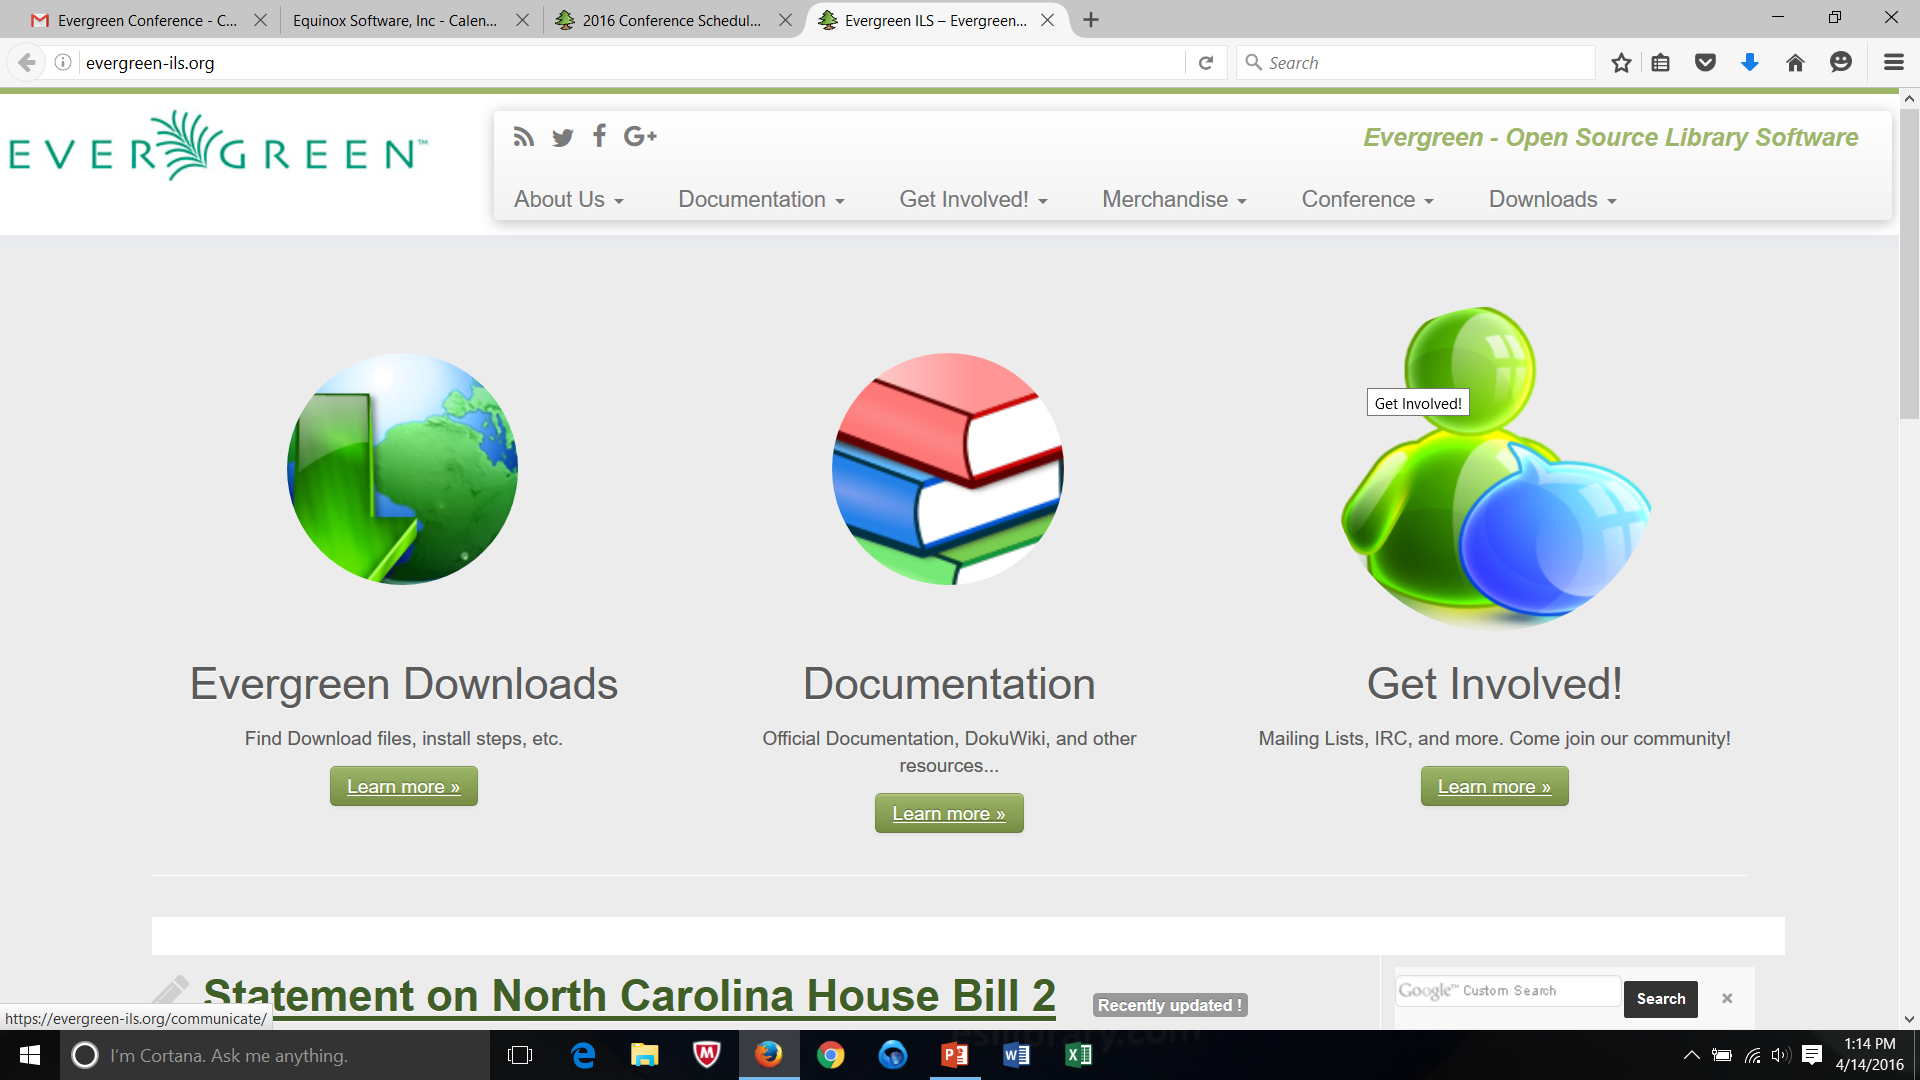 Evergreen Conference - C...
Equinox Software, Inc - Calen...
2016 Conference Schedul...
Evergreen ILS – Evergreen...
evergreen-ils.org
Search
EVERGREEN™
Evergreen - Open Source Library Software
About Us
Documentation
Get Involved!
Merchandise
Conference
Downloads
Get Involved!
Evergreen Downloads
Find Download files, install steps, etc.
Learn more »
Documentation
Official Documentation, DokuWiki, and other
resources...
Learn more »
Get Involved!
Mailing Lists, IRC, and more. Come join our community!
Learn more »
Statement on North Carolina House Bill 2
Recently updated !
Google™ Custom Search
Search
https://evergreen-ils.org/communicate/
I'm Cortana. Ask me anything.
1:14 PM
4/14/2016